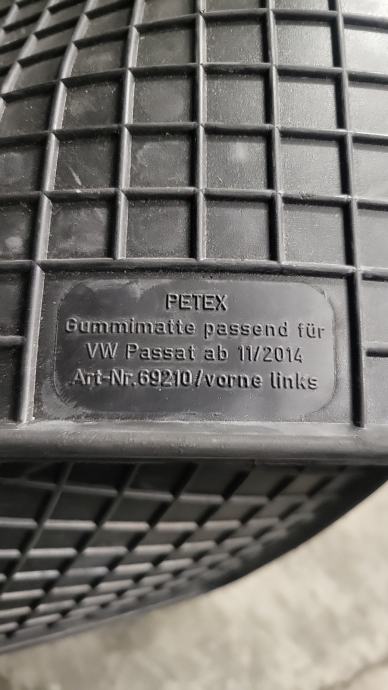 PETEX
Gummimatte passend für
VW Passat ab 11/2014
Art-Nr.69210/vorne links